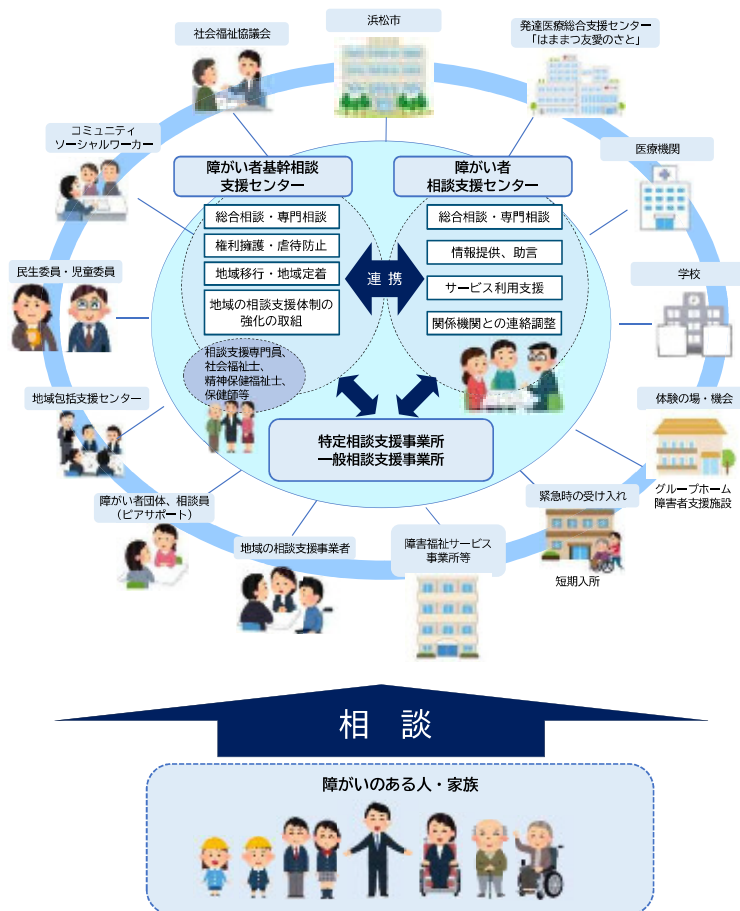 浜松市
社会福祉協議会
発達医療総合支援センター
「はままつ友愛のさと」
コミュニティ
ソーシャルワーカー
医療機関
民生委員・児童委員
学校
地域包括支援センター
体験の場・機会
グループホーム
障害者支援施設
障がい者団体、相談員
（ピアサポート）
緊急時の受け入れ
短期入所
地域の相談支援事業者
障害福祉サービス
事業所等
障がい者基幹相談
支援センター
総合相談・専門相談
権利擁護・虐待防止
地域移行・地域定着
地域の相談支援体制の
強化の取組
相談支援専門員、
社会福祉士、
精神保健福祉士、
保健師等
連携
障がい者
相談支援センター
総合相談・専門相談
情報提供、助言
サービス利用支援
関係機関との連絡調整
特定相談支援事業所
一般相談支援事業所
相談
障がいのある人・家族